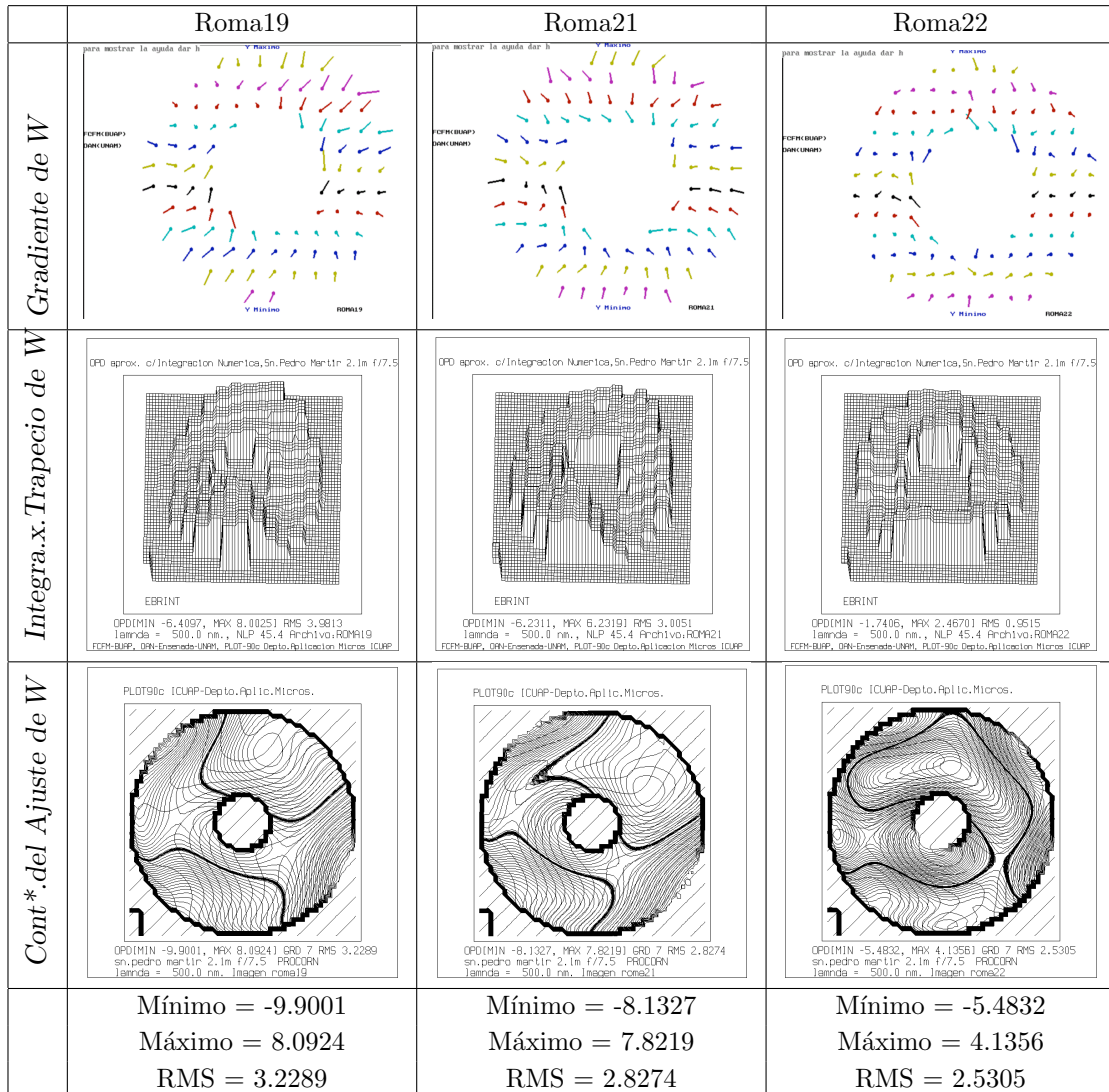 Roma19 Roma21 Roma22
Gradiente de W
para mostrar la ayuda dar h
Y Maximo
FCFM(BUAP)
OAN(UNAM)
Y Minimo
ROMA19
para mostrar la ayuda dar h
Y Maximo
FCFM(BUAP)
OAN(UNAM)
Y Minimo
ROMA21
para mostrar la ayuda dar h
Y Maximo
FCFM(BUAP)
OAN(UNAM)
Y Minimo
ROMA22
Integra.x.Trapecio de W
OPD aprox. c/Integracion Numerica,Sn.Pedro Martir 2.1m f/7.5
EBRINT
OPD[MIN -6.4097, MAX 8.0025] RMS 3.9813
lamnda = 500.0 nm., NLP 45.4 Archivo:ROMA19
FCFM-BUAP, OAN-Ensenada-UNAM, PLOT-90c Depto.Aplicacion Micros ICUAP
OPD aprox. c/Integracion Numerica,Sn.Pedro Martir 2.1m f/7.5
EBRINT
OPD[MIN -6.2311, MAX 6.2319] RMS 3.0051
lamnda = 500.0 nm., NLP 45.4 Archivo:ROMA21
FCFM-BUAP, OAN-Ensenada-UNAM, PLOT-90c Depto.Aplicacion Micros ICUAP
OPD aprox. c/Integracion Numerica,Sn.Pedro Martir 2.1m f/7.5
EBRINT
OPD[MIN -1.7406, MAX 2.4670] RMS 0.9515
lamnda = 500.0 nm., NLP 45.4 Archivo:ROMA22
FCFM-BUAP, OAN-Ensenada-UNAM, PLOT-90c Depto.Aplicacion Micros ICUAP
Cont*.del Ajuste de W
PLOT90c ICUAP-Depto.Aplic.Micros.
OPD[MIN -9.9001, MAX 8.0924] GRD 7 RMS 3.2289
sn.pedro martir 2.1m f/7.5 PROCORN
lamnda = 500.0 nm. Imagen roma19
PLOT90c ICUAP-Depto.Aplic.Micros.
OPD[MIN -8.1327, MAX 7.8219] GRD 7 RMS 2.8274
sn.pedro martir 2.1m f/7.5 PROCORN
lamnda = 500.0 nm. Imagen roma21
PLOT90c ICUAP-Depto.Aplic.Micros.
OPD[MIN -5.4832, MAX 4.1356] GRD 7 RMS 2.5305
sn.pedro martir 2.1m f/7.5 PROCORN
lamnda = 500.0 nm. Imagen roma22
Mínimo = -9.9001 Mínimo = -8.1327 Mínimo = -5.4832
Máximo = 8.0924 Máximo = 7.8219 Máximo = 4.1356
RMS = 3.2289 RMS = 2.8274 RMS = 2.5305